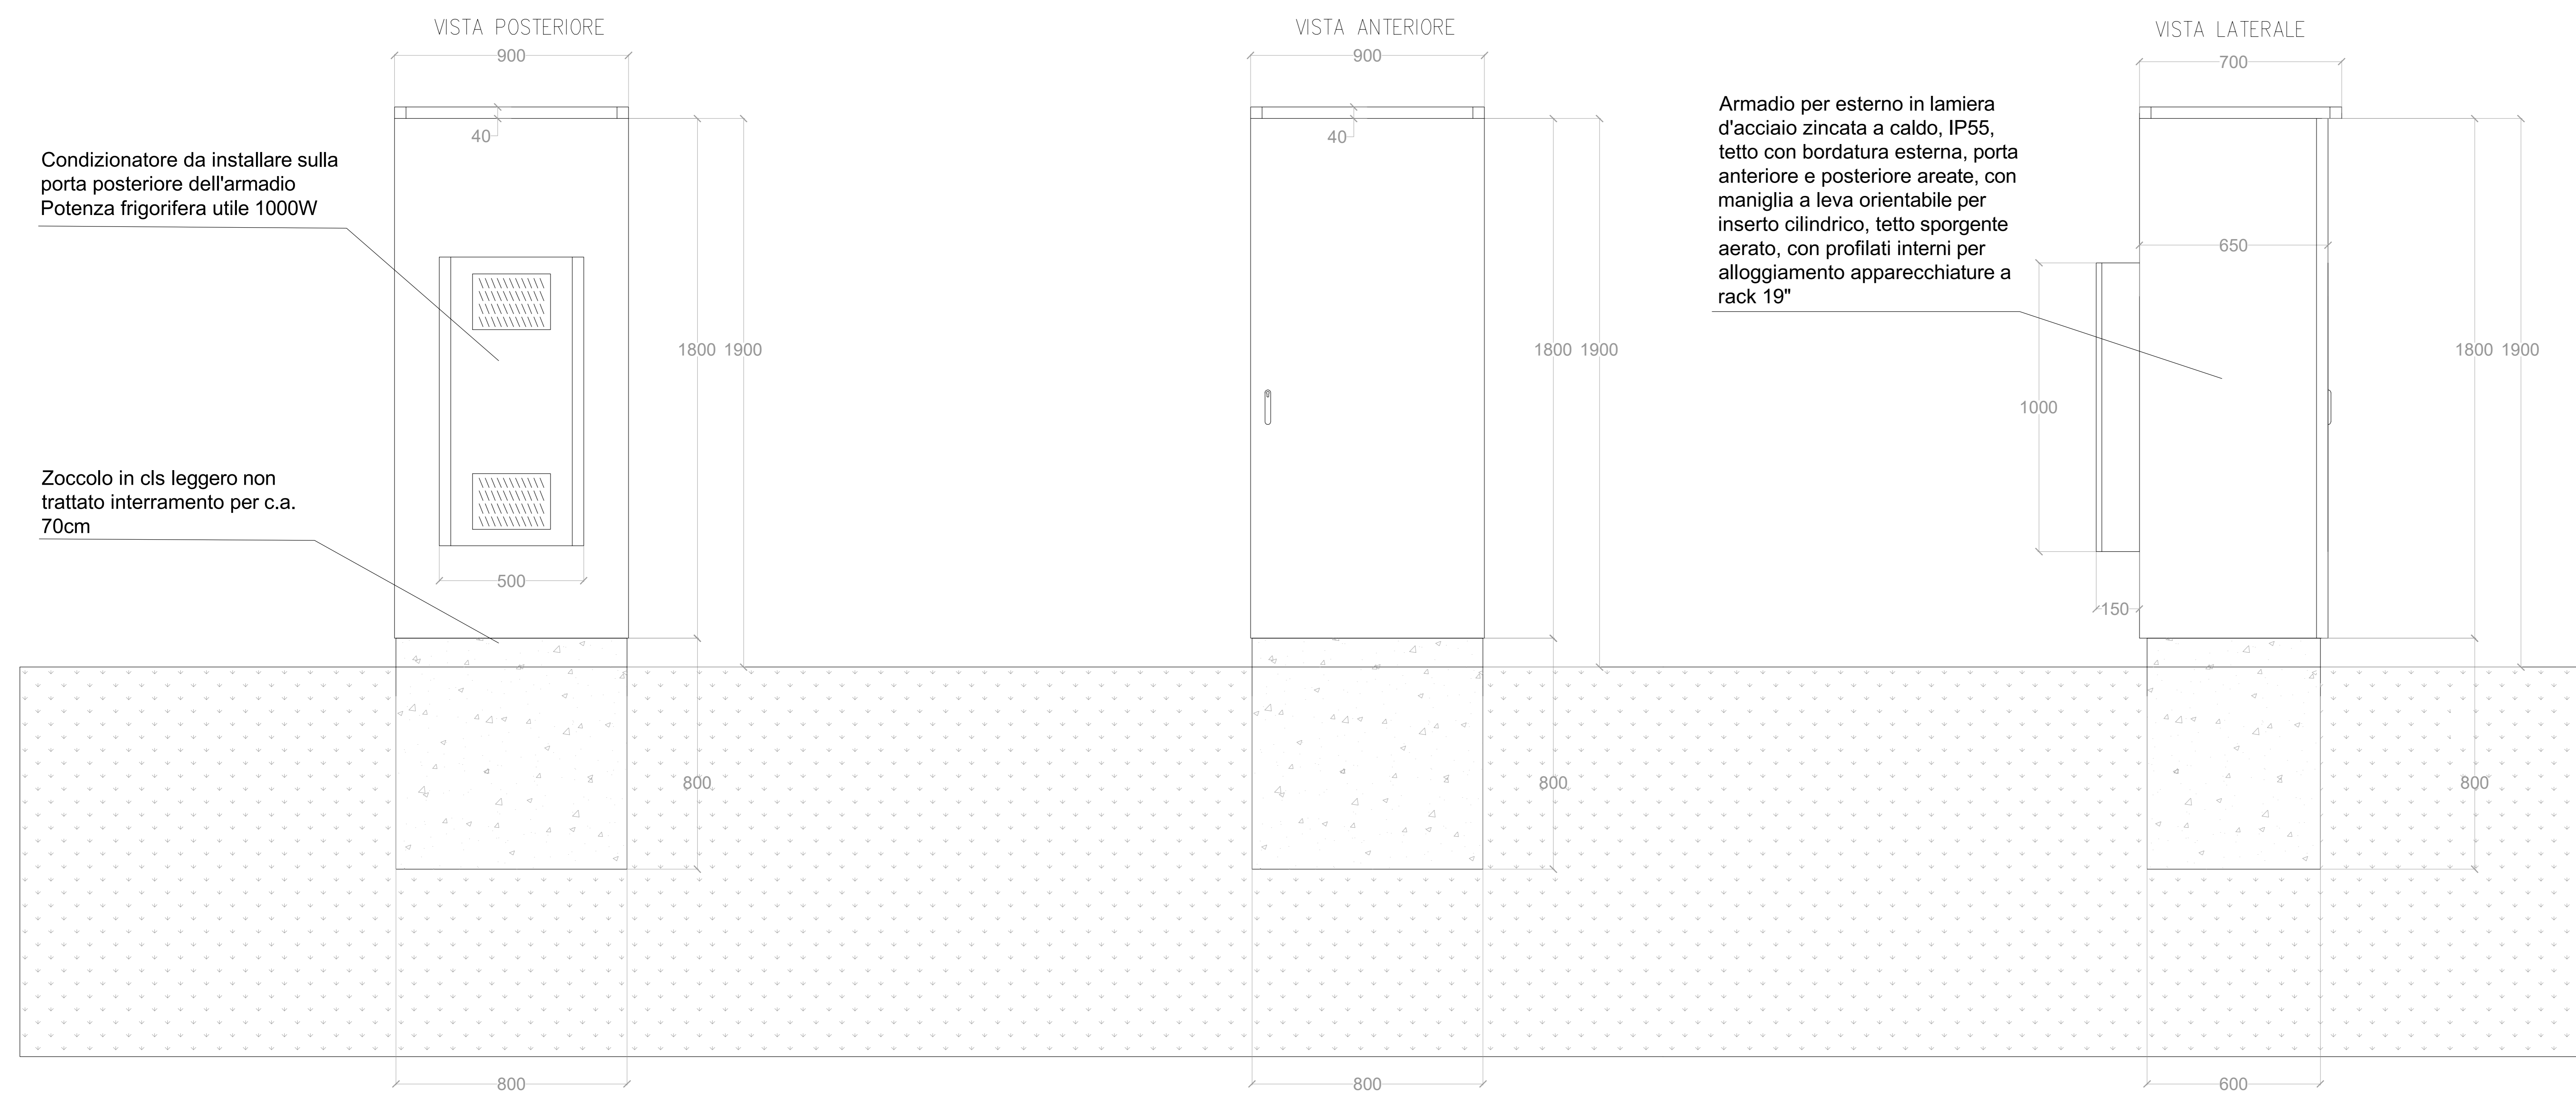 VISTA POSTERIORE
900
40
Condizionatore da installare sulla
porta posteriore dell'armadio
Potenza frigorifera utile 1000W
1800 1900
Zoccolo in cls leggero non
trattato interramento per c.a.
70cm
500
800
800
VISTA ANTERIORE
900
40
1800 1900
800
800
VISTA LATERALE
700
Armadio per esterno in lamiera
d'acciaio zincata a caldo, IP55,
tetto con bordatura esterna, porta
anteriore e posteriore areate, con
maniglia a leva orientabile per
inserto cilindrico, tetto sporgente
aerato, con profilati interni per
alloggiamento apparecchiature a
rack 19"
650
1800 1900
1000
150
800
600